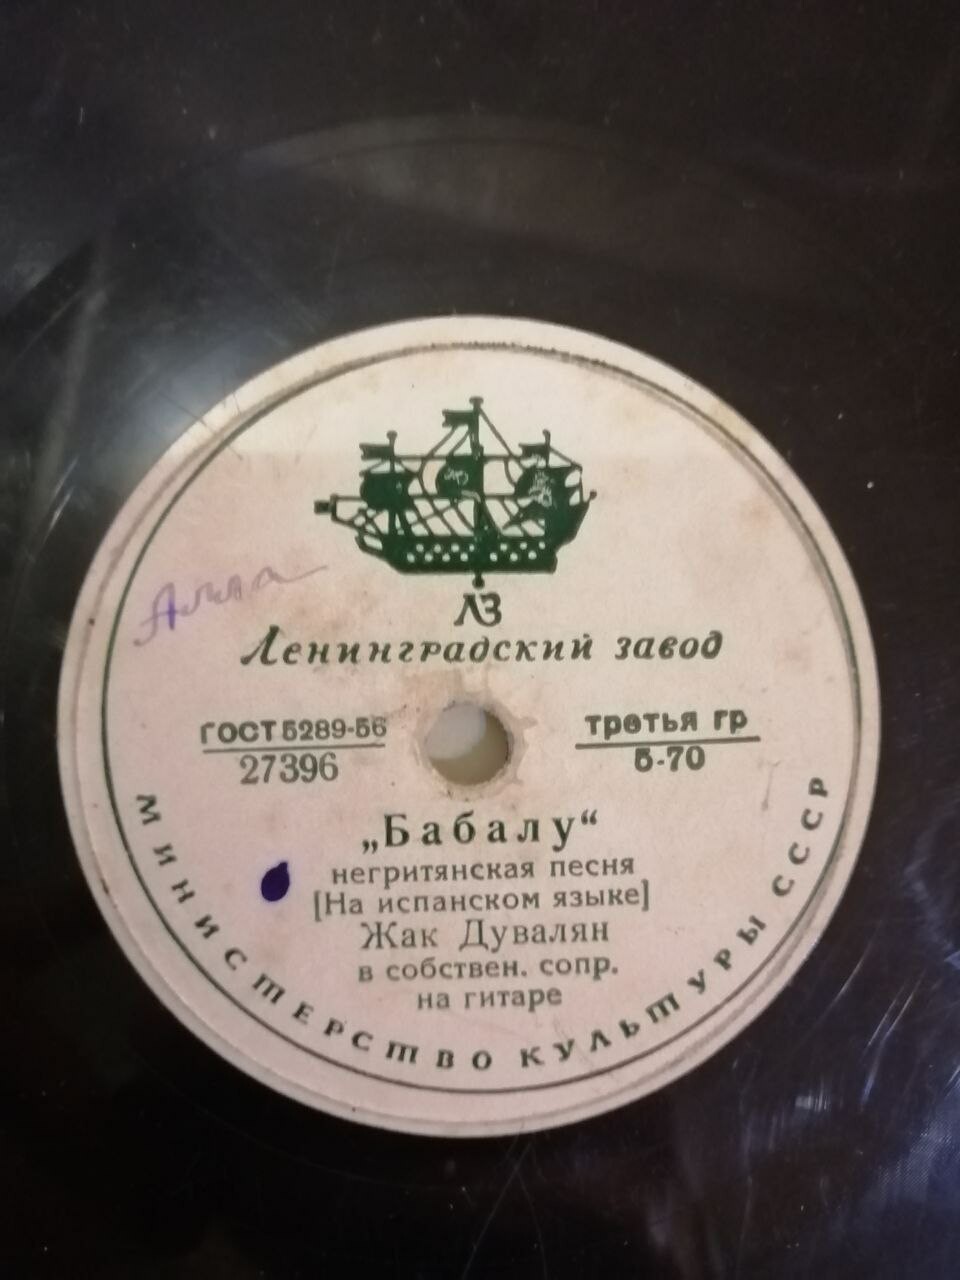 Алла
ЛЗ
Ленинградский завод
ГОСТ 5289-56
27396
третья гр
5-70
„Бабалу“
негритянская песня
[На испанском языке]
Жак Дувалян
в собствен. сопр.
на гитаре
МИНИСТЕРСТВО КУЛЬТУРЫ СССР